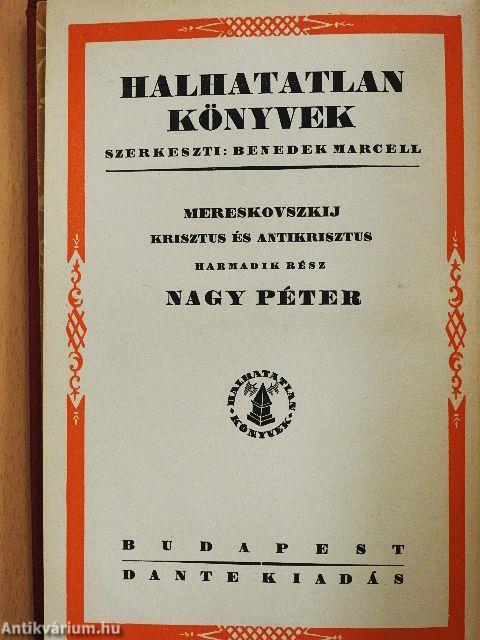 HALHATATLAN
KÖNYVEK
SZERKESZTI: BENEDEK MARCELL
MERESKOVSZKIJ
KRISZTUS ÉS ANTIKRISZTUS
HARMADIK RÉSZ
NAGY PÉTER
HALHATATLAN
KÖNYVEK
BUDAPEST
DANTE KIADÁS
Antikvárium.hu